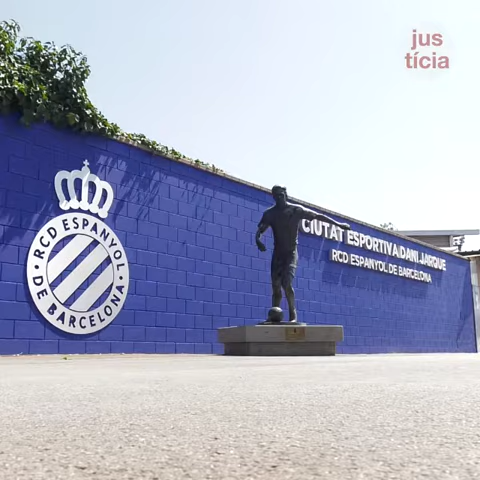 jus
tícia
RCD ESPANYOL
DE BARCELONA
CIUTAT ESPORTIVA DANI JARQUE
RCD ESPANYOL DE BARCELONA